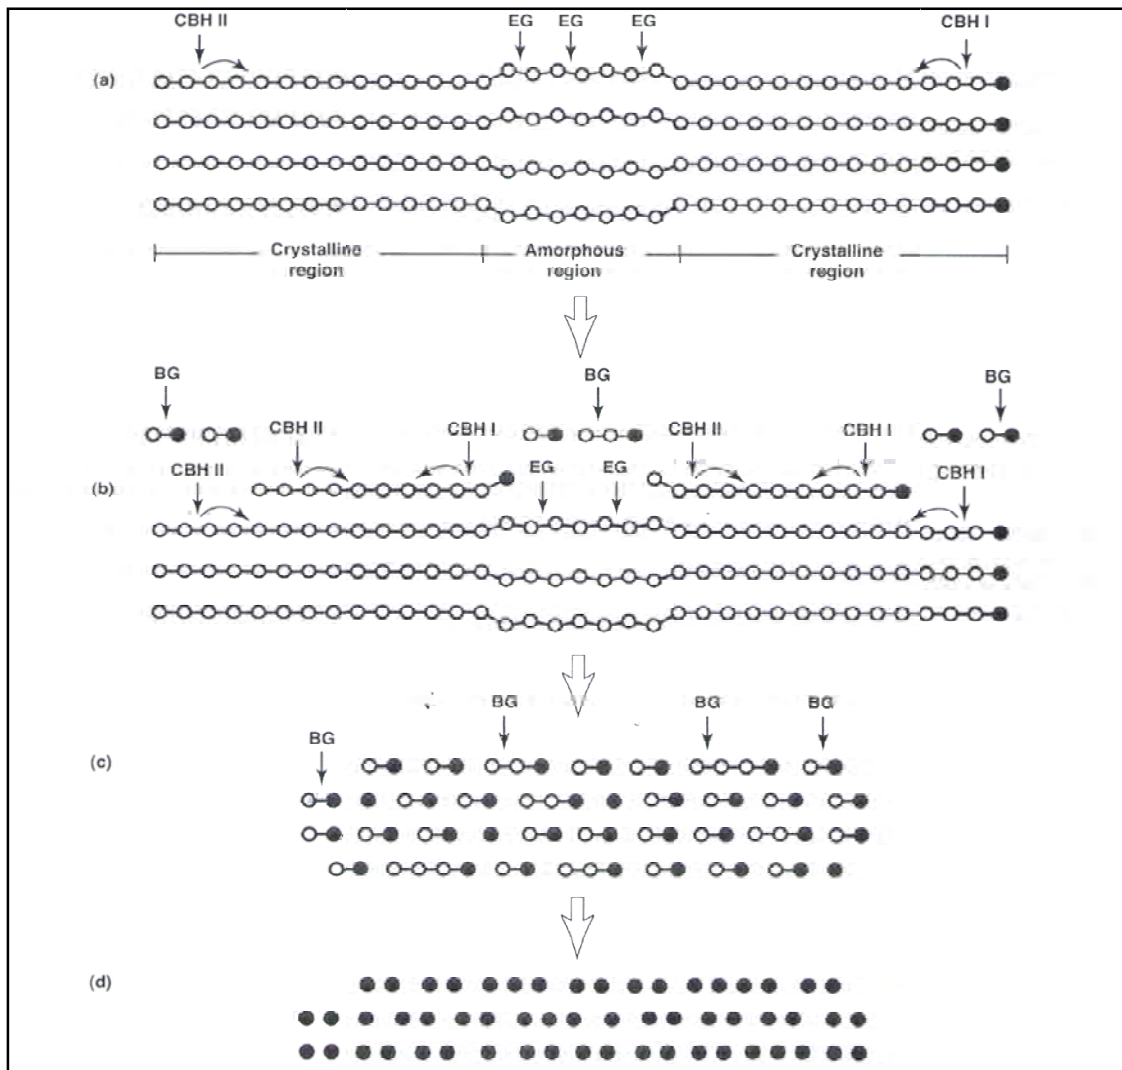 CBH II EG EG EG CBH I
(a)
Crystalline region Amorphous region Crystalline region
BG BG BG
CBH II CBH I CBH II CBH I
CBH II EG EG CBH I
(b)
BG BG BG
BG
(c)
(d)